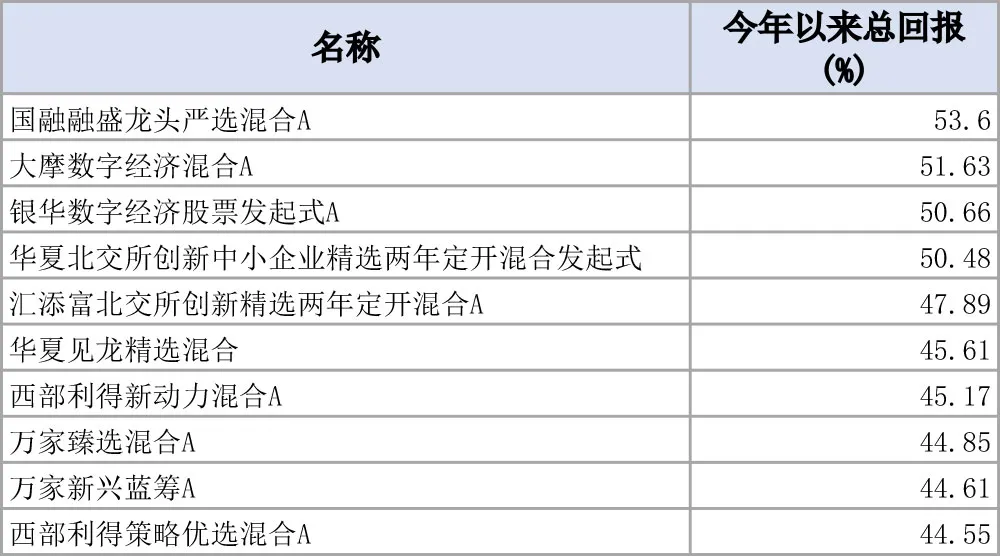 名称
今年以来总回报
(%)
国融融盛龙头严选混合A 53.6
大摩数字经济混合A 51.63
银华数字经济股票发起式A 50.66
华夏北交所创新中小企业精选两年定开混合发起式 50.48
汇添富北交所创新精选两年定开混合A 47.89
华夏见龙精选混合 45.61
西部利得新动力混合A 45.17
万家臻选混合A 44.85
万家新兴蓝筹A 44.61
西部利得策略优选混合A 44.55